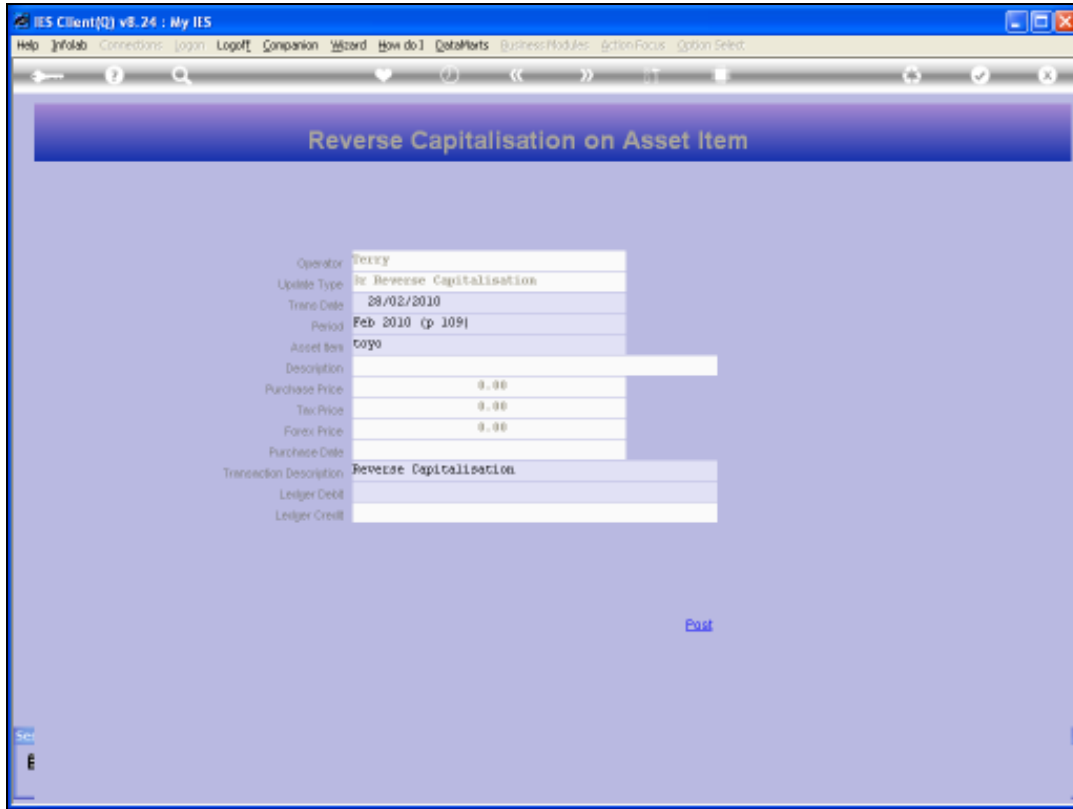 IES Client(Q) v8.24 : My IES
Help Infolab Connections Logon Logoff Companion Wizard How do I DataMarts Business Modules Action Focus Option Select
Reverse Capitalisation on Asset Item
Operator Terry
Update Type 3r Reverse Capitalisation
Trans Date 28/02/2010
Period Feb 2010 (p 109)
Asset Item toyo
Description
Purchase Price 0.00
Tax Price 0.00
Forex Price 0.00
Purchase Date
Transaction Description Reverse Capitalisation
Ledger Debit
Ledger Credit
Post